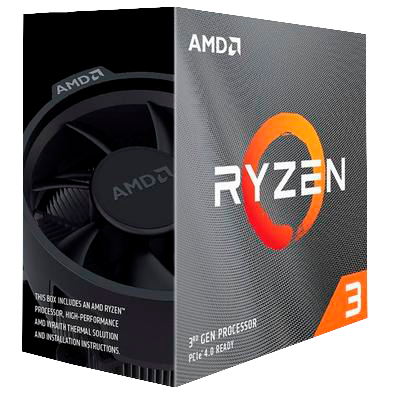 AMD
AMD
THIS BOX INCLUDES AN AMD RYZEN™
PROCESSOR, HIGH-PERFORMANCE
AMD WRAITH THERMAL SOLUTION
AND INSTALLATION INSTRUCTIONS.
AMD
RYZEN
3
3RD GEN PROCESSOR
PCIe 4.0 READY